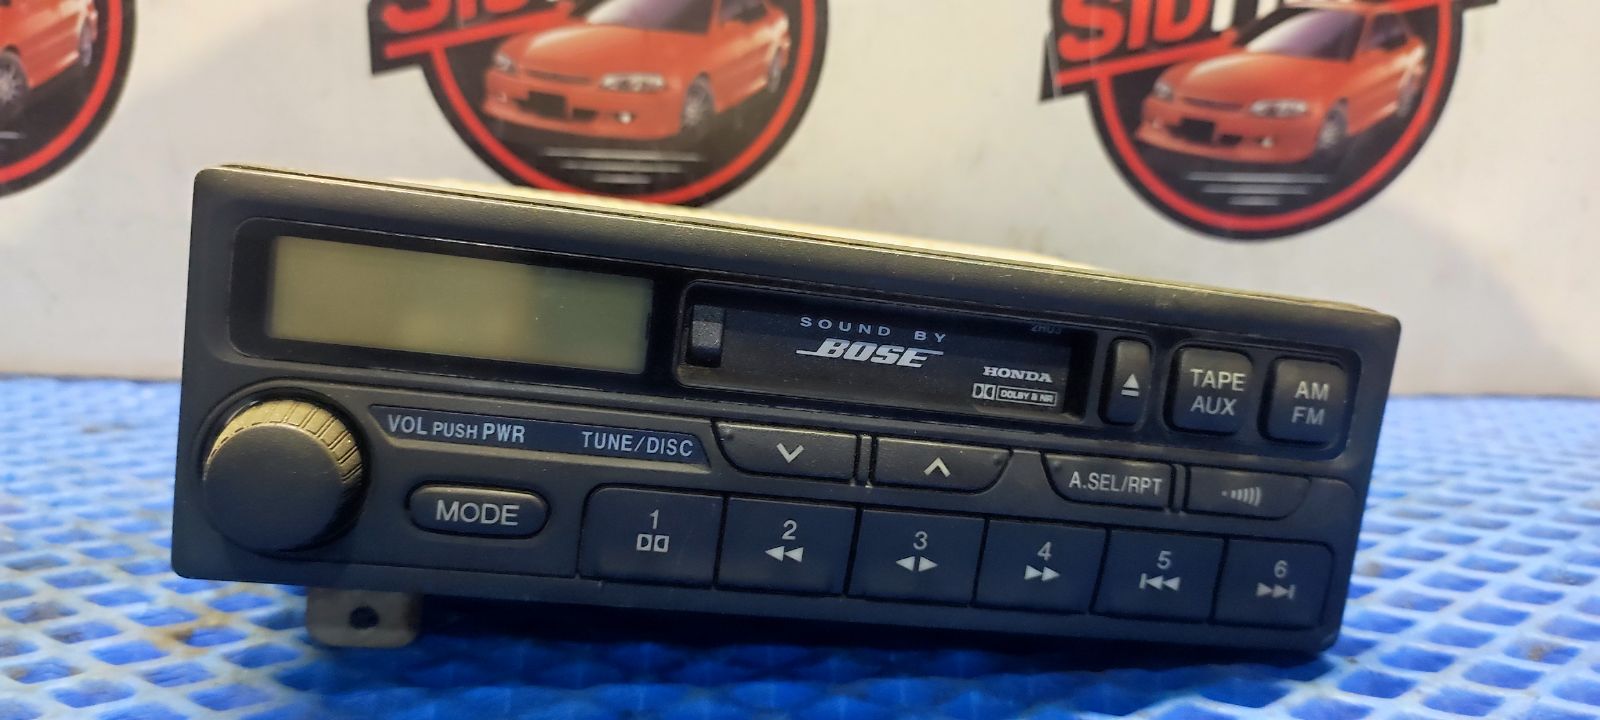 SOUND BY
BOSE
2HU3
HONDA
DOLBY B NR
TAPE
AUX
AM
FM
VOL PUSH PWR
TUNE/DISC
A.SEL/RPT
MODE
1
2
3
4
5
6